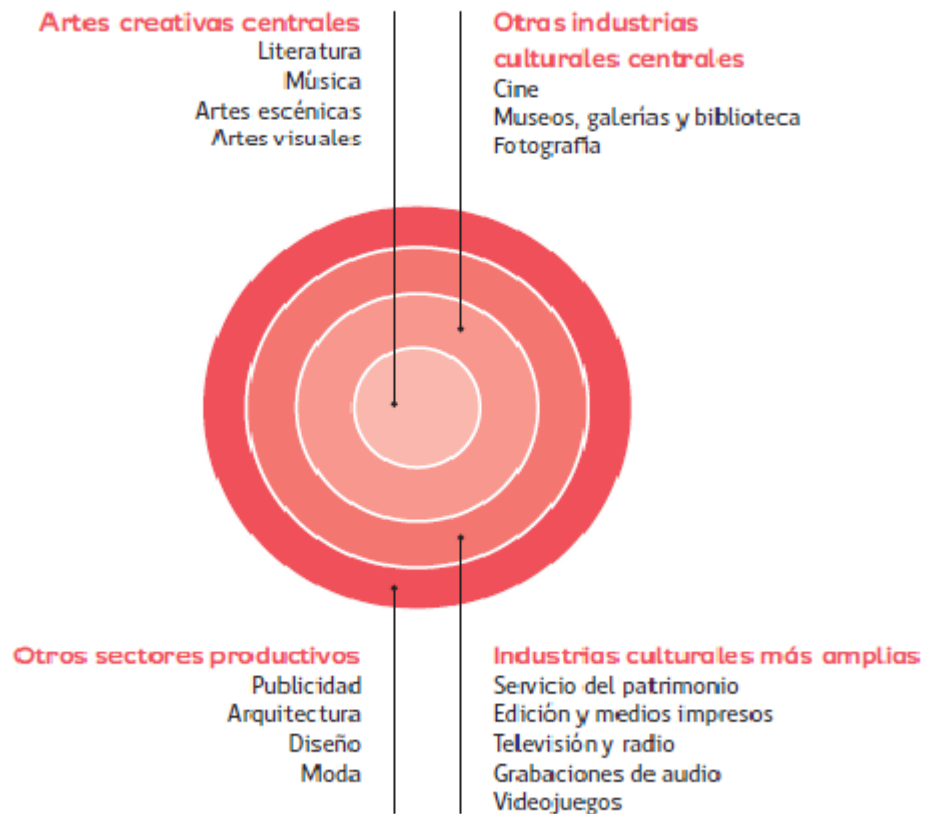 Artes creativas centrales
Literatura
Música
Artes escénicas
Artes visuales
Otras industrias
culturales centrales
Cine
Museos, galerías y biblioteca
Fotografía
Otros sectores productivos
Publicidad
Arquitectura
Diseño
Moda
Industrias culturales más amplias
Servicio del patrimonio
Edición y medios impresos
Televisión y radio
Grabaciones de audio
Videojuegos